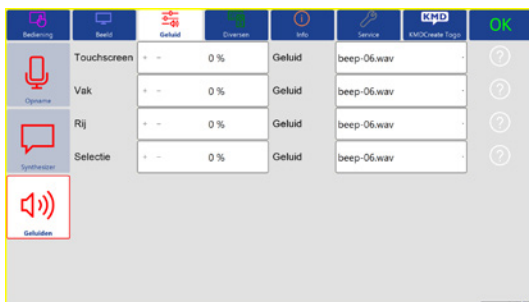 Bediening Beeld Geluid Diversen Info Service KMD KMDCreate Togo OK
Touchscreen + - 0 % Geluid beep-06.wav ?
Opname
Vak + - 0 % Geluid beep-06.wav ?
Rij + - 0 % Geluid beep-06.wav ?
Synthesizer
Selectie + - 0 % Geluid beep-06.wav ?
Geluiden